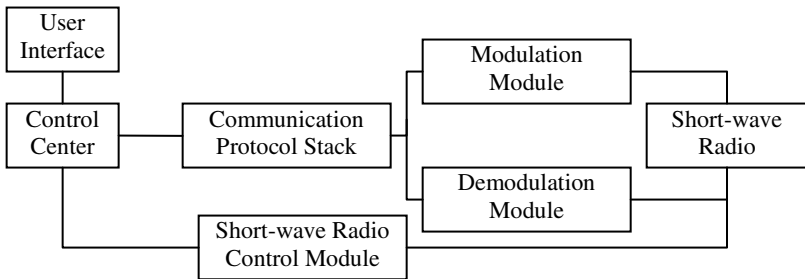 User
Interface
Control
Center
Communication
Protocol Stack
Modulation
Module
Demodulation
Module
Short-wave
Radio
Short-wave Radio
Control Module